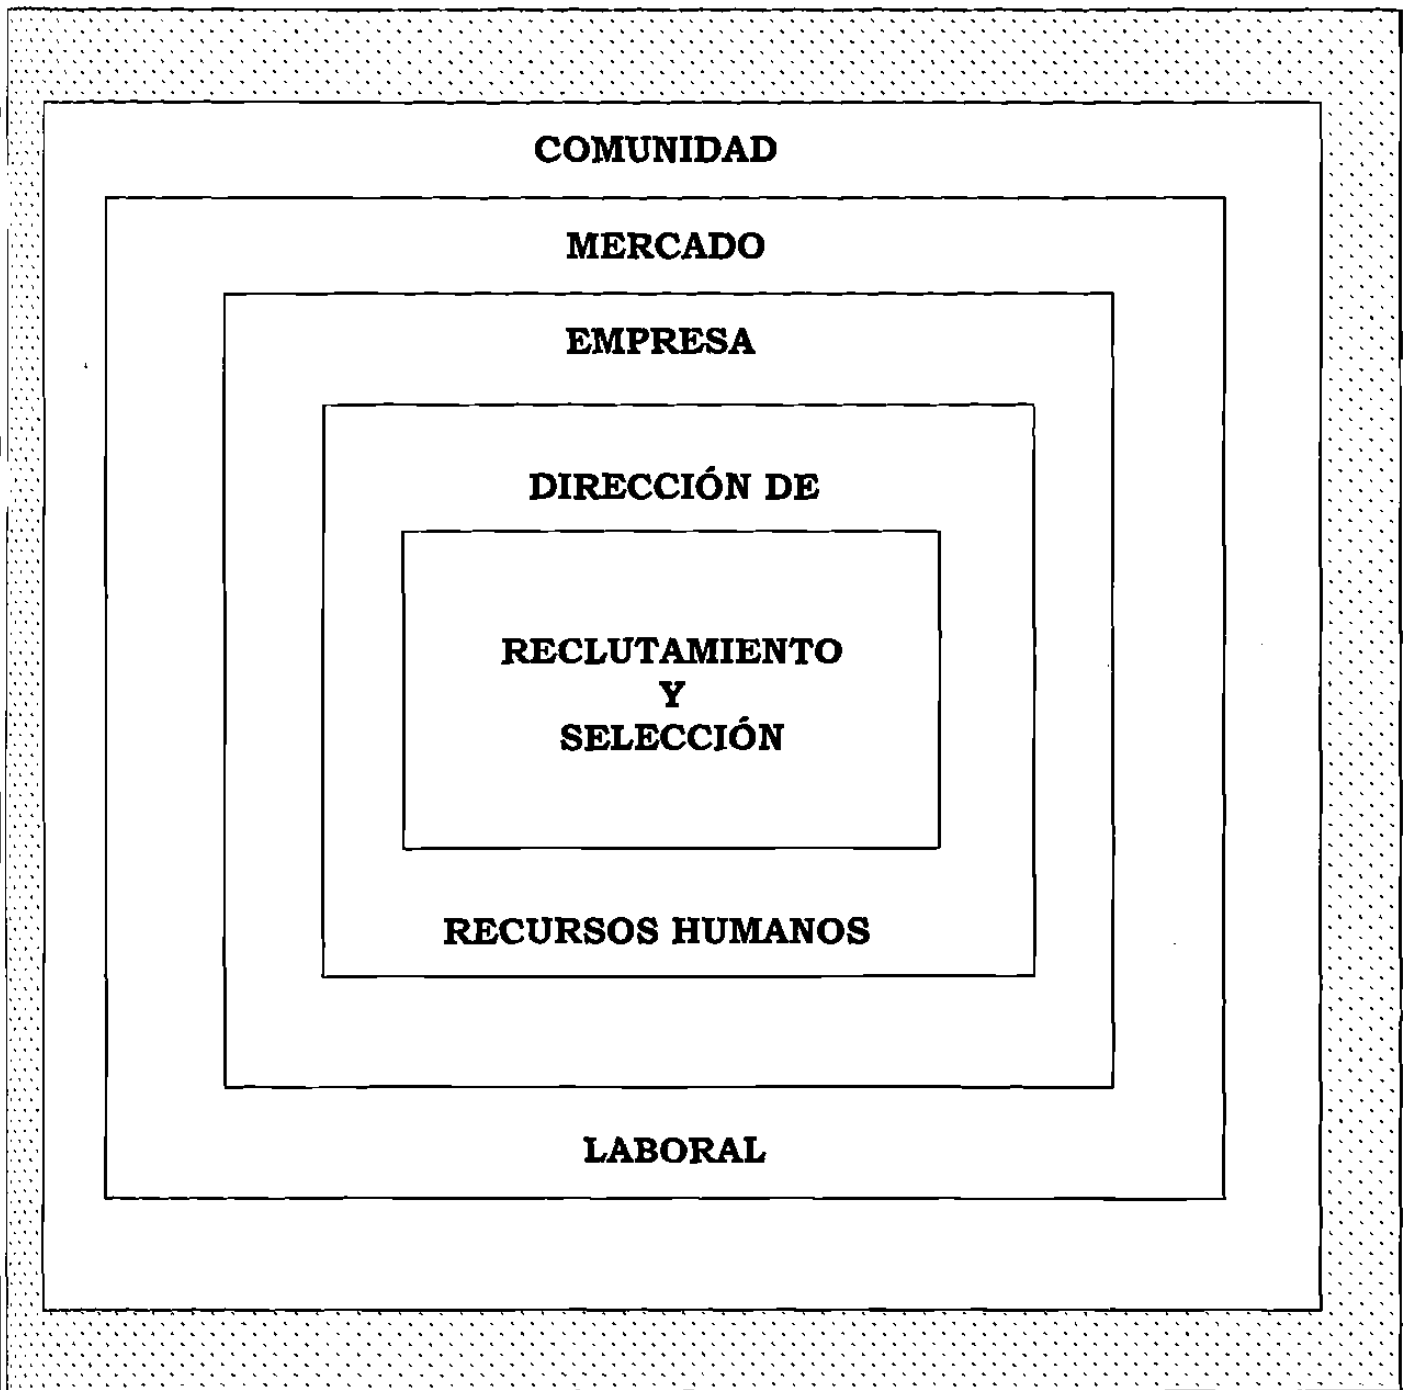 COMUNIDAD
MERCADO
EMPRESA
DIRECCIÓN DE
RECLUTAMIENTO
Y
SELECCIÓN
RECURSOS HUMANOS
LABORAL